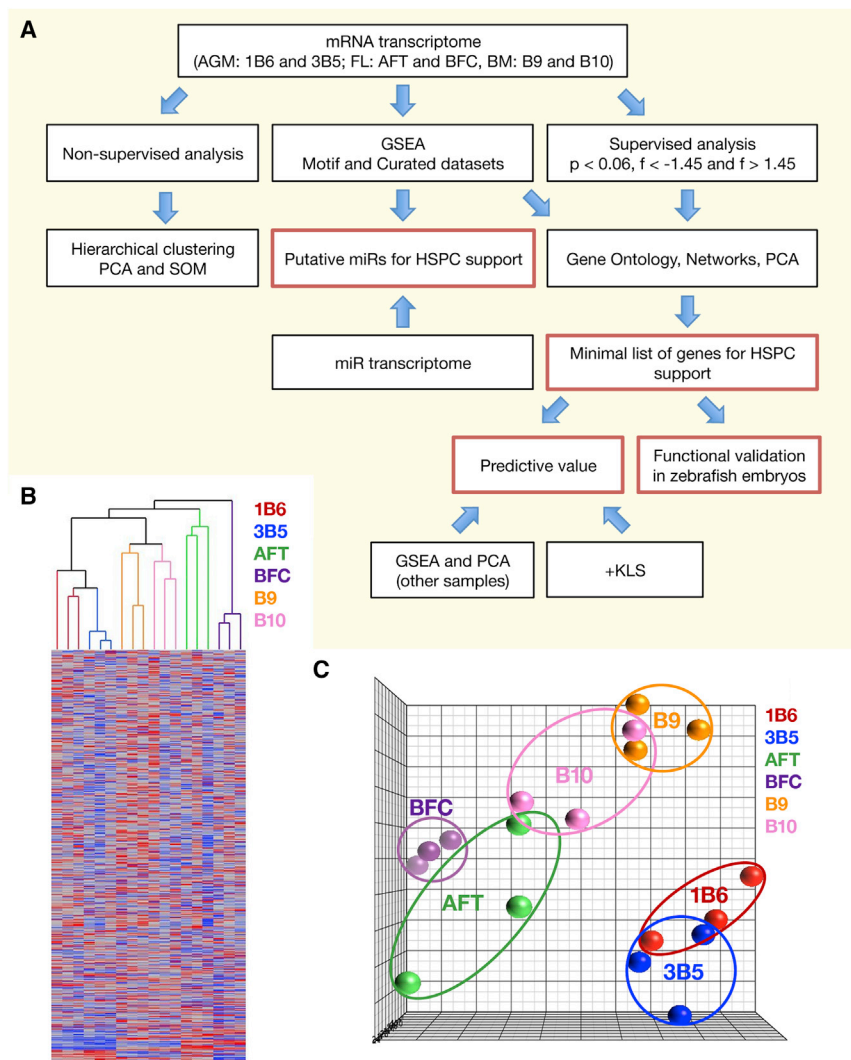 A
mRNA transcriptome
(AGM: 1B6 and 3B5; FL: AFT and BFC, BM: B9 and B10)
Non-supervised analysis
GSEA
Motif and Curated datasets
Supervised analysis
p < 0.06, f < -1.45 and f > 1.45
Hierarchical clustering
PCA and SOM
Putative miRs for HSPC support
Gene Ontology, Networks, PCA
miR transcriptome
Minimal list of genes for HSPC
support
Predictive value
Functional validation
in zebrafish embryos
GSEA and PCA
(other samples)
+KLS
B
1B6
3B5
AFT
BFC
B9
B10
C
B9
B10
BFC
AFT
1B6
3B5
1B6
3B5
AFT
BFC
B9
B10